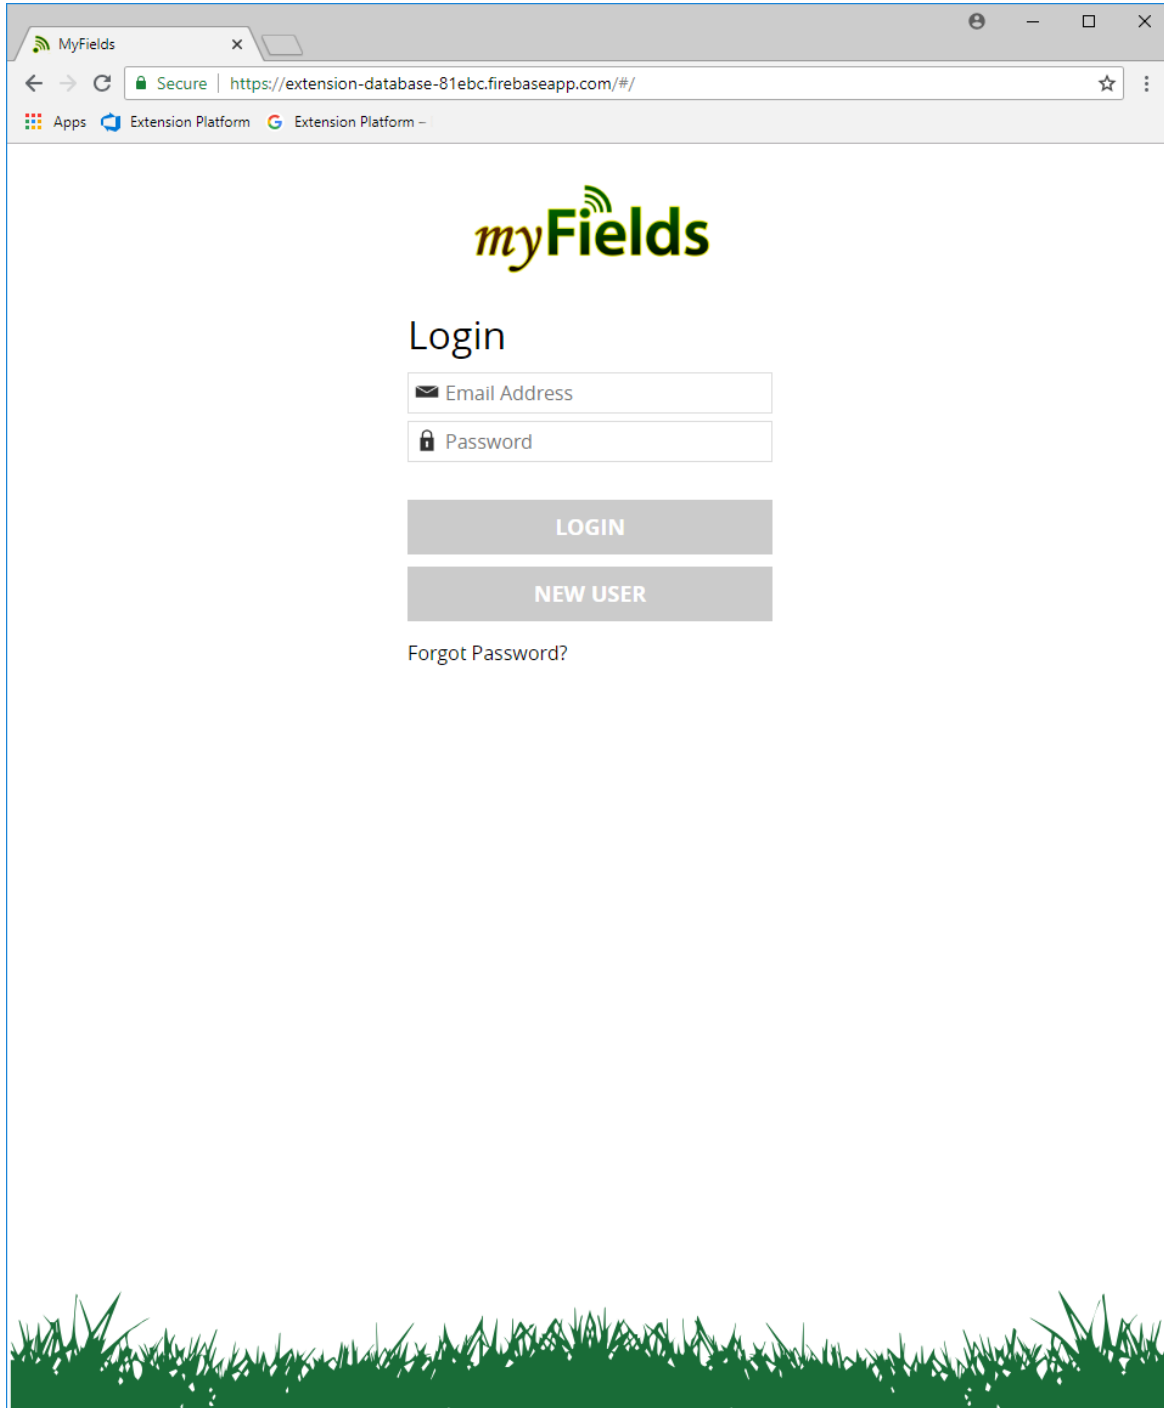 MyFields
Secure https://extension-database-81ebc.firebaseapp.com/#/
Apps Extension Platform Extension Platform –
myFields
Login
Email Address
Password
LOGIN
NEW USER
Forgot Password?